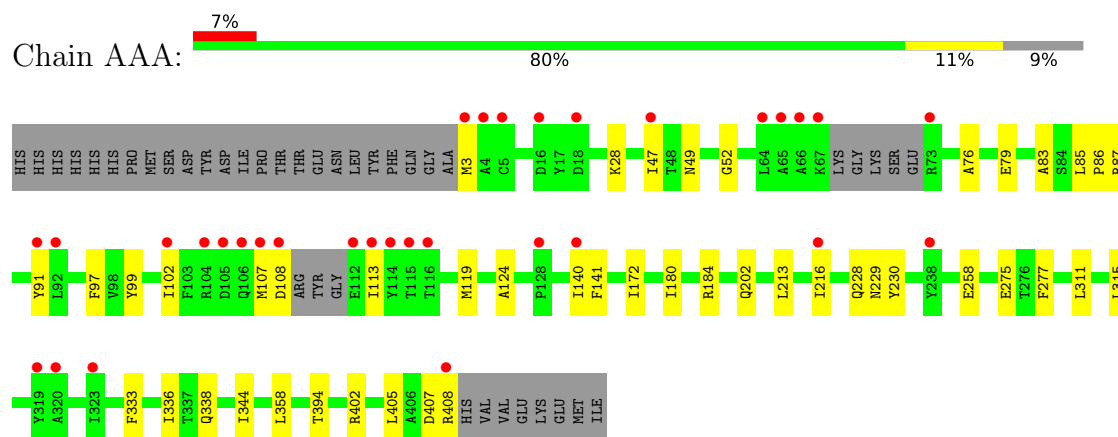 7%
Chain AAA:
80% 11% 9%
HIS HIS HIS HIS HIS HIS PRO MET SER ASP TYR ASP ILE PRO THR THR GLU ASN LEU TYR PHE GLN GLY ALA M3 A4 C5 D16 Y17 D18 K28 I47 T48 N49 G52 L64 A65 A66 K67 LYS GLY LYS SER GLU R73 A76 E79 A83 S84 L85 P86
Y91 L92 F97 V98 Y99 I102 F103 R104 D105 Q106 M107 D108 ARG TYR GLY E112 I113 Y114 T115 T116 M119 A124 P128 I140 F141 I172 I180 R184 Q202 L213 I216 Q228 N229 Y230 Y238 E258 E275 T276 F277 L311 L315
Y319 A320 I323 F333 I336 T337 Q338 I344 L358 T394 R402 L405 A406 D407 R408 HIS VAL VAL GLU LYS GLU MET ILE